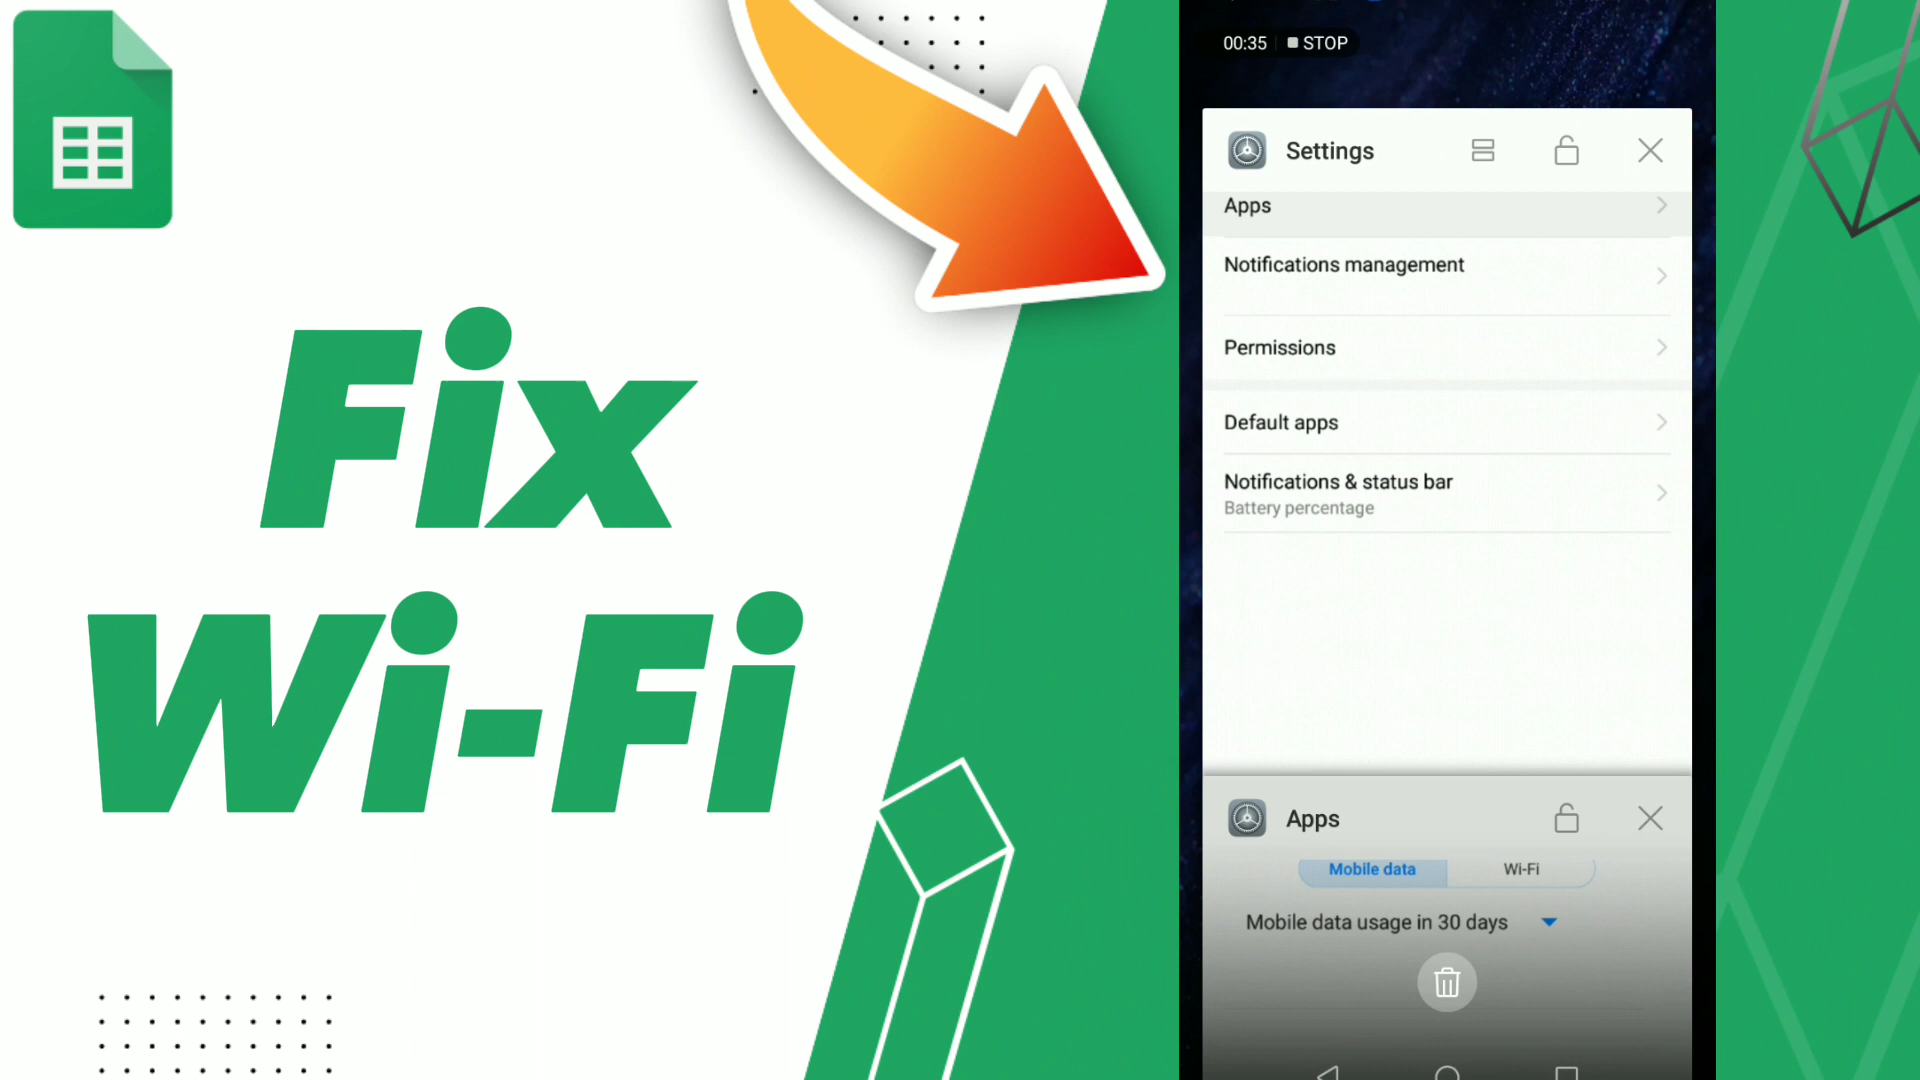 Fix
Wi-Fi
00:35 STOP
Settings
Apps
Notifications management
Permissions
Default apps
Notifications & status bar
Battery percentage
Apps
Mobile data Wi-Fi
Mobile data usage in 30 days